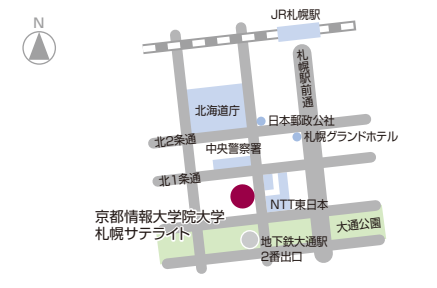 N
JR札幌駅
札幌駅前通
北海道庁
日本郵政公社
北2条通
札幌グランドホテル
中央警察署
北1条通
NTT東日本
京都情報大学院大学
札幌サテライト
大通公園
地下鉄大通駅
2番出口